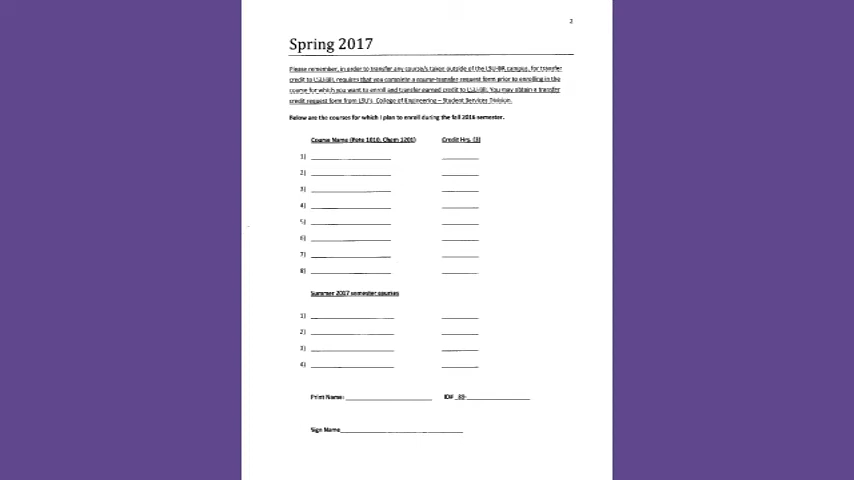 2
Spring 2017
Please remember, in order to transfer any course/s taken outside of the LSU-BR campus, for transfer
credit to LSU-BR, requires that you complete a course-transfer request form prior to enrolling in the
course for which you want to enroll and transfer earned credit to LSU-BR. You may obtain a transfer
credit request form from LSU's College of Engineering – Student Services Division.
Below are the courses for which I plan to enroll during the fall 2016 semester.
Course Name (Pete 1010, Chem 1201) Credit Hrs. (3)
1)
2)
3)
4)
5)
6)
7)
8)
Summer 2017 semester courses
1)
2)
3)
4)
Print Name: ID# 89-
Sign Name